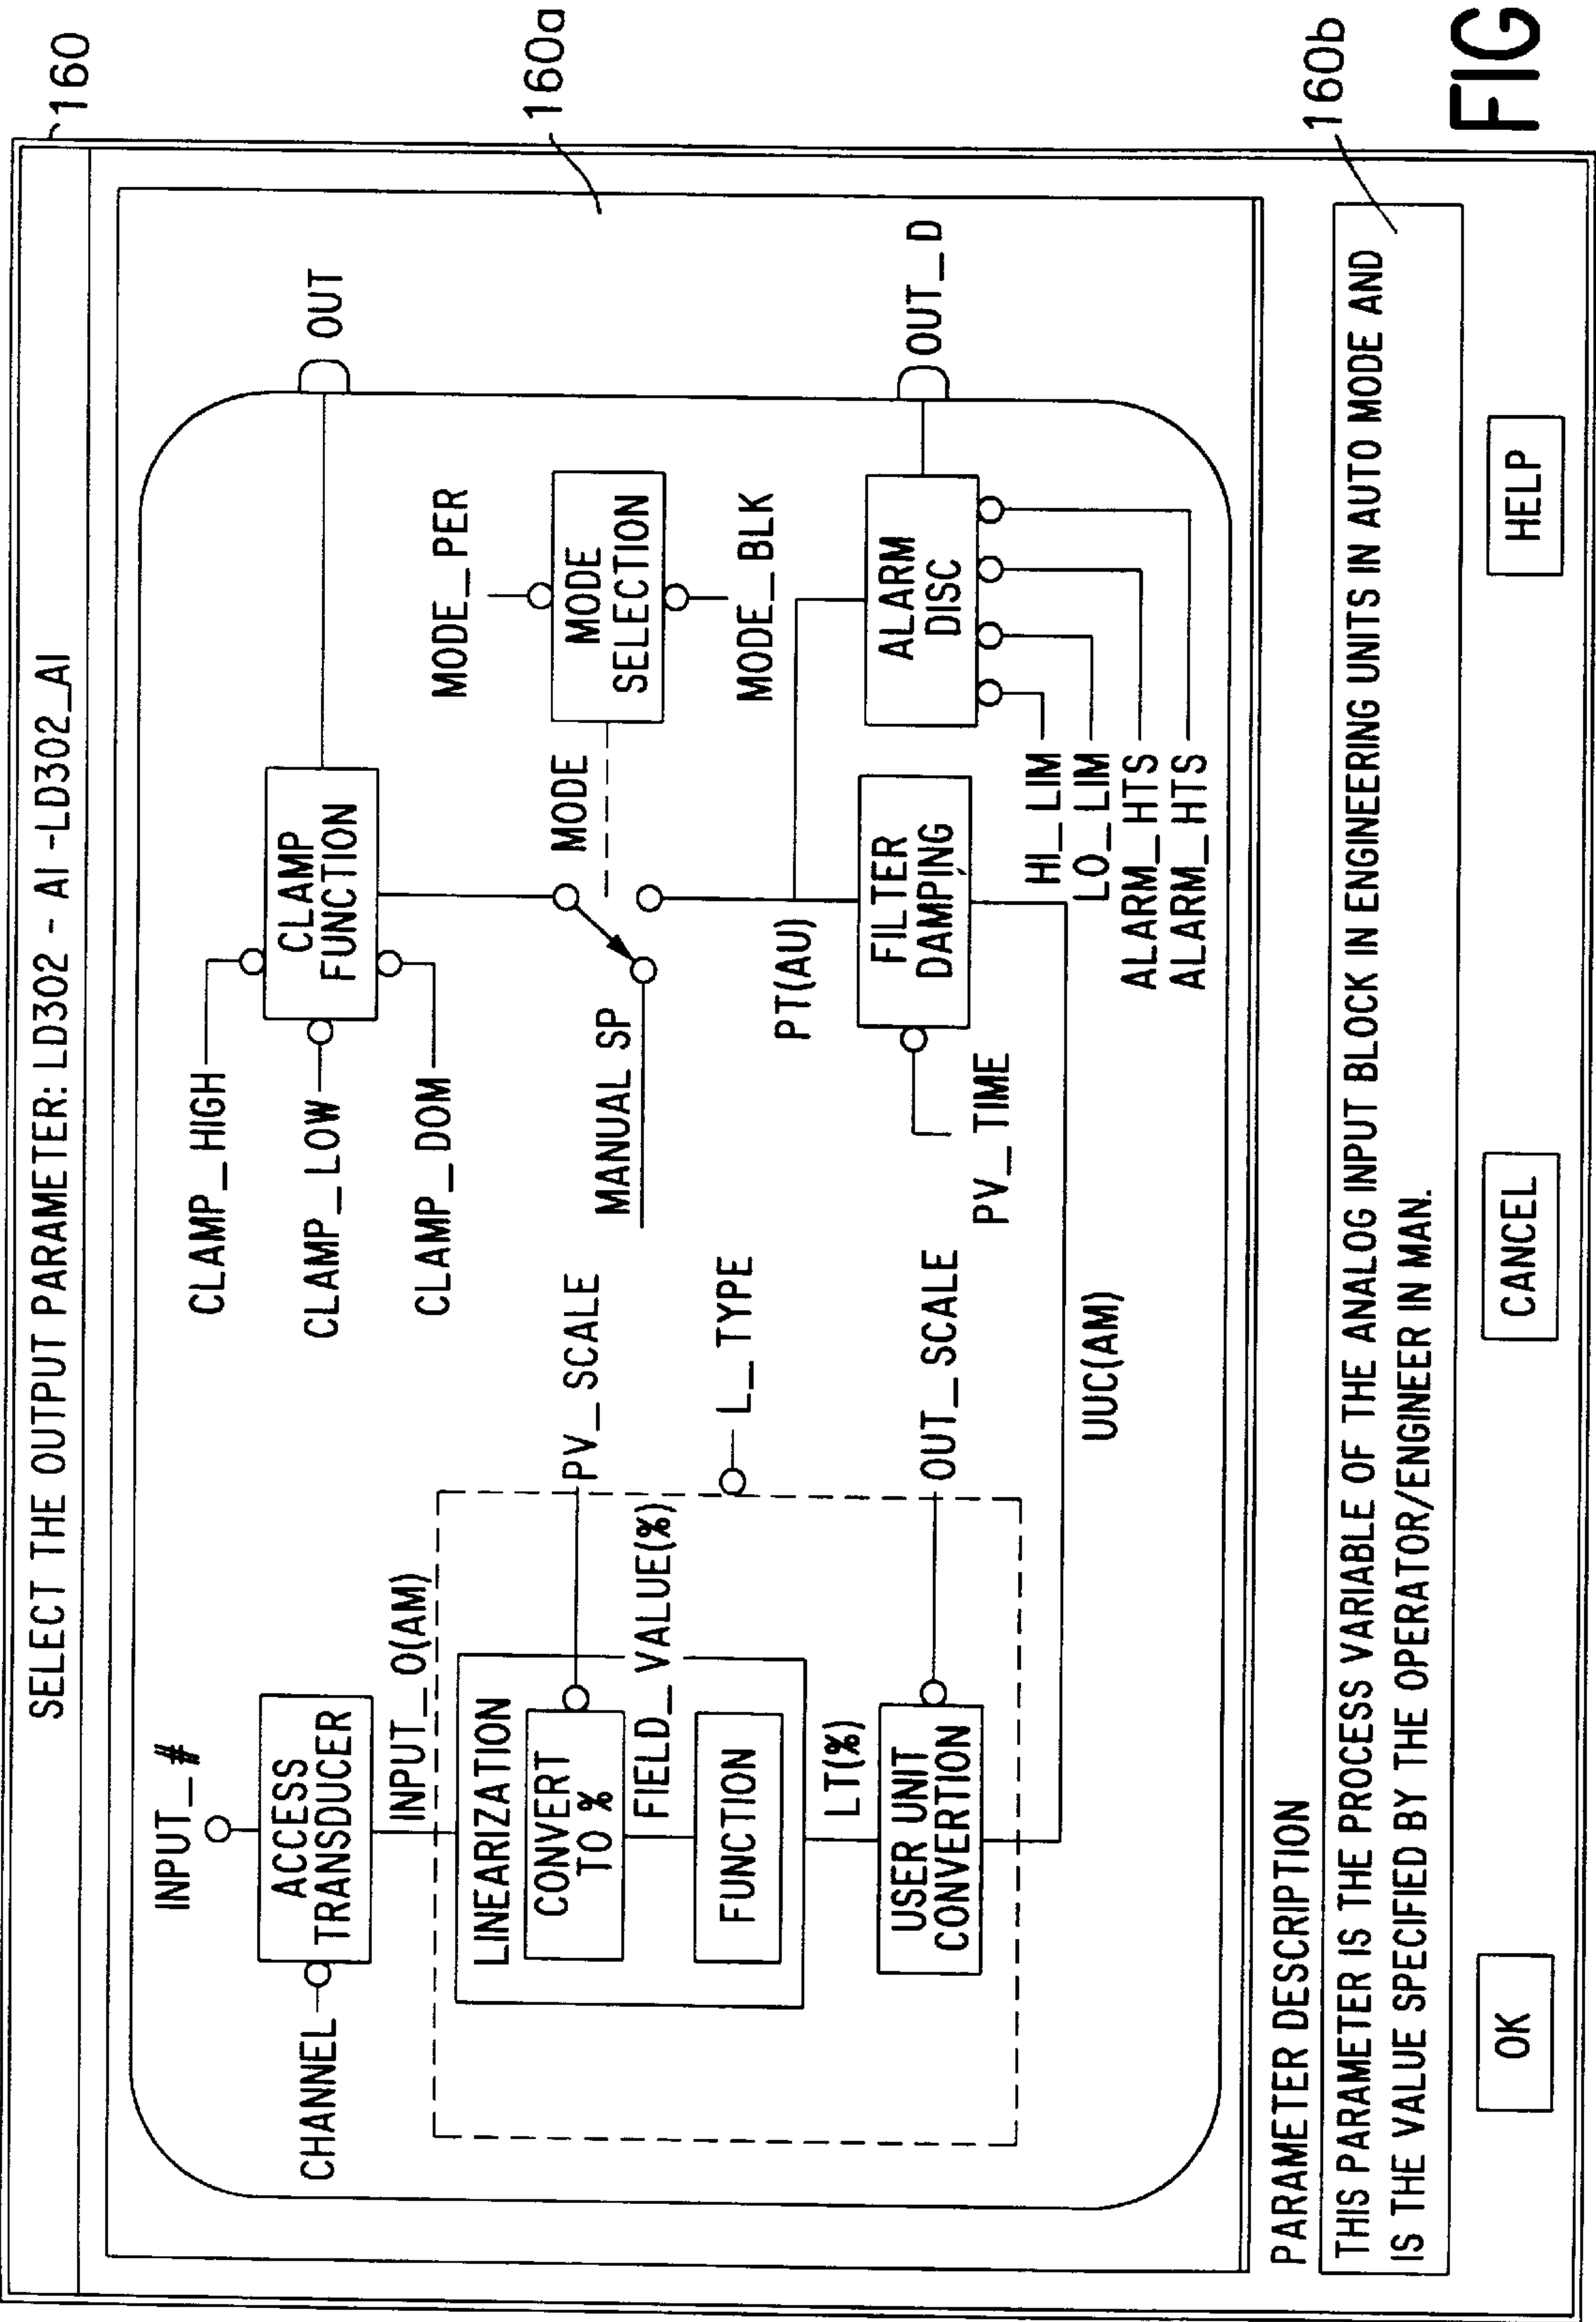 SELECT THE OUTPUT PARAMETER: LD302 - AI -LD302_AI
160
160a
INPUT_#
CHANNEL
ACCESS
TRANSDUCER
INPUT_O(AM)
LINEARIZATION
CONVERT
TO %
FIELD_VALUE(%)
FUNCTION
LT(%)
USER UNIT
CONVERTION
PV_SCALE
L_TYPE
OUT_SCALE
UUC(AM)
CLAMP_HIGH
CLAMP_LOW
CLAMP_DOM
CLAMP
FUNCTION
OUT
MANUAL SP
MODE
MODE_PER
MODE
SELECTION
MODE_BLK
PT(AU)
FILTER
DAMPING
PV_TIME
ALARM
DISC
OUT_D
HI_LIM
LO_LIM
ALARM_HTS
ALARM_HTS
PARAMETER DESCRIPTION
160b
THIS PARAMETER IS THE PROCESS VARIABLE OF THE ANALOG INPUT BLOCK IN ENGINEERING UNITS IN AUTO MODE AND
IS THE VALUE SPECIFIED BY THE OPERATOR/ENGINEER IN MAN.
OK
CANCEL
HELP
FIG